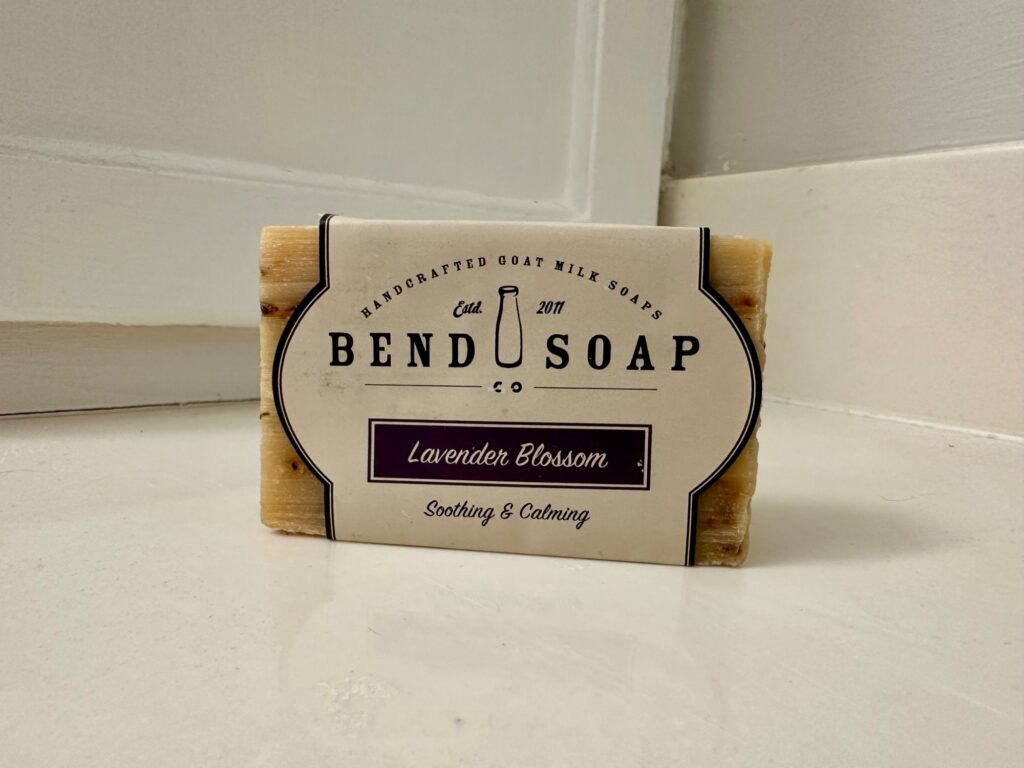 HANDCRAFTED GOAT MILK SOAPS
Estd. 2011
BEND SOAP
CO
Lavender Blossom
Soothing & Calming